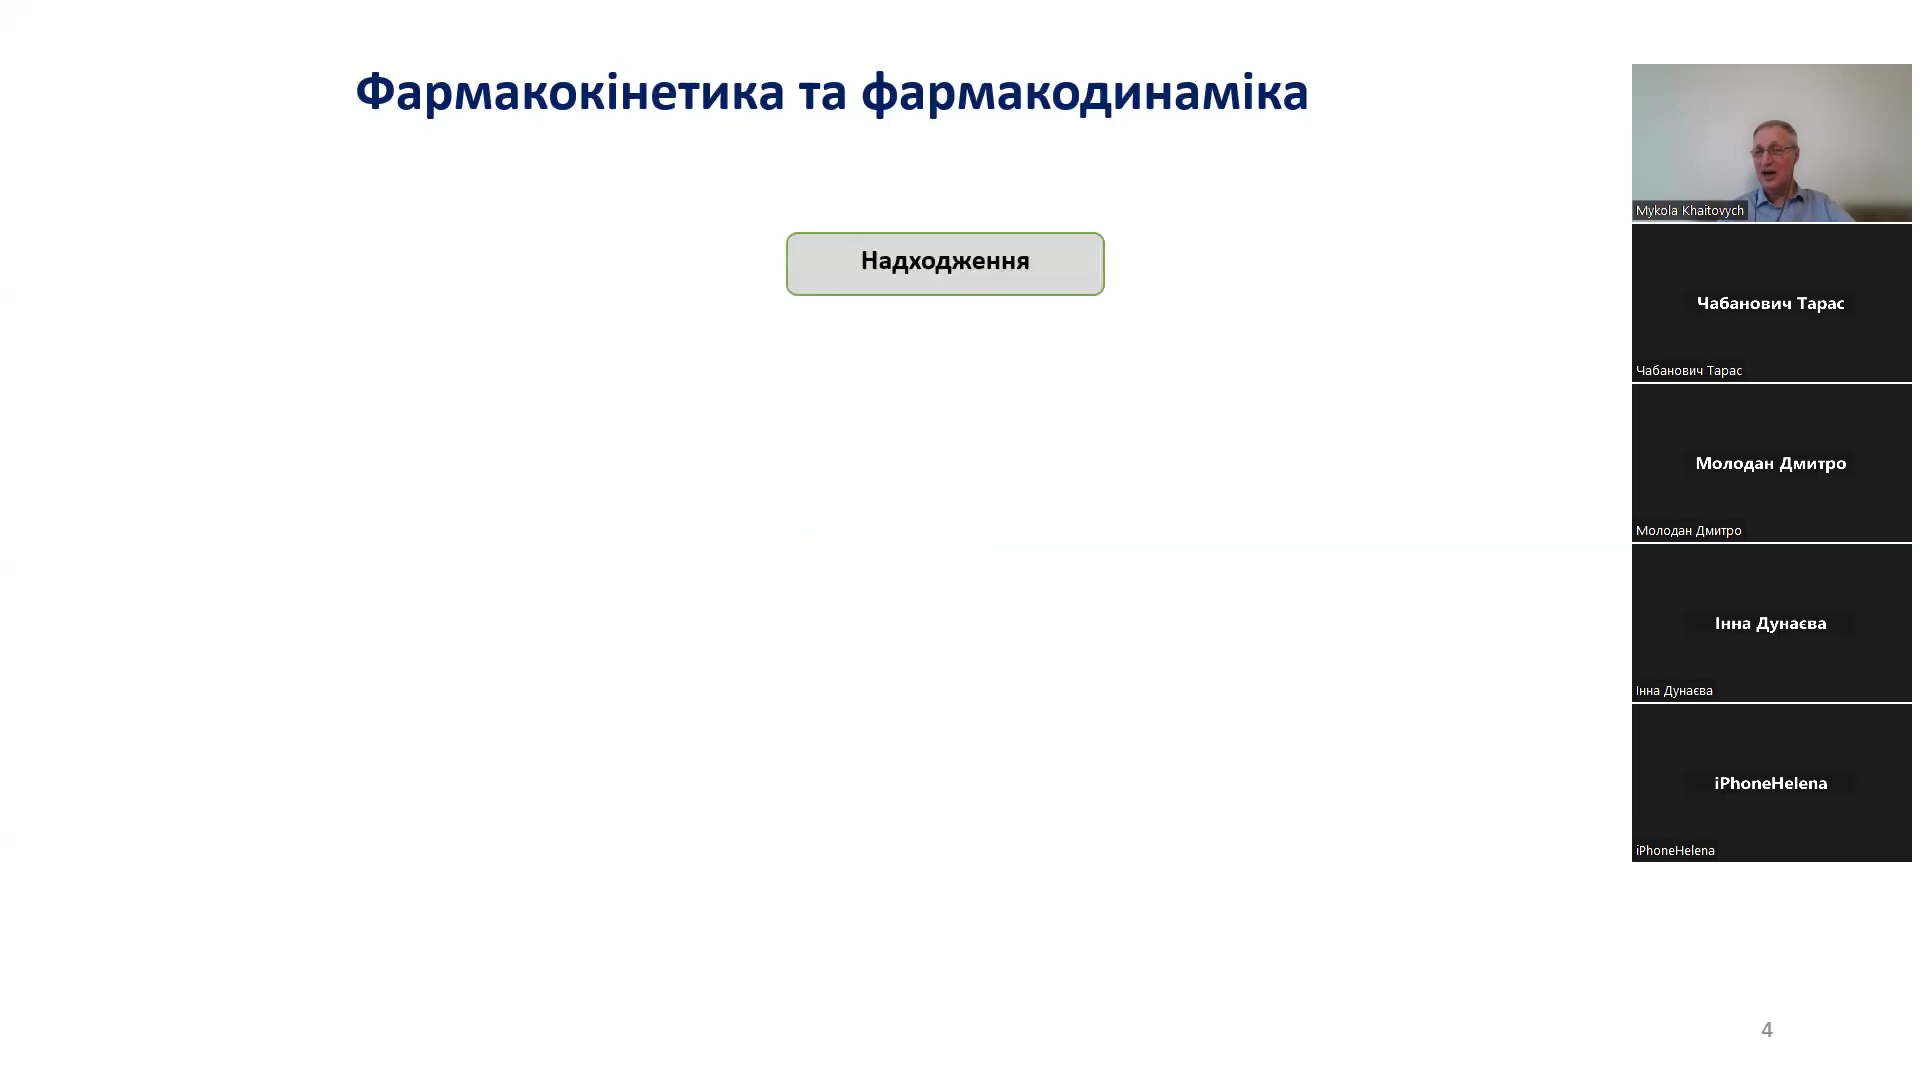 Фармакокінетика та фармакодинаміка
Надходження
Mykola Khaitovych
Чабанович Тарас
Чабанович Тарас
Молодан Дмитро
Молодан Дмитро
Інна Дунаєва
Інна Дунаєва
iPhoneHelena
iPhoneHelena
4